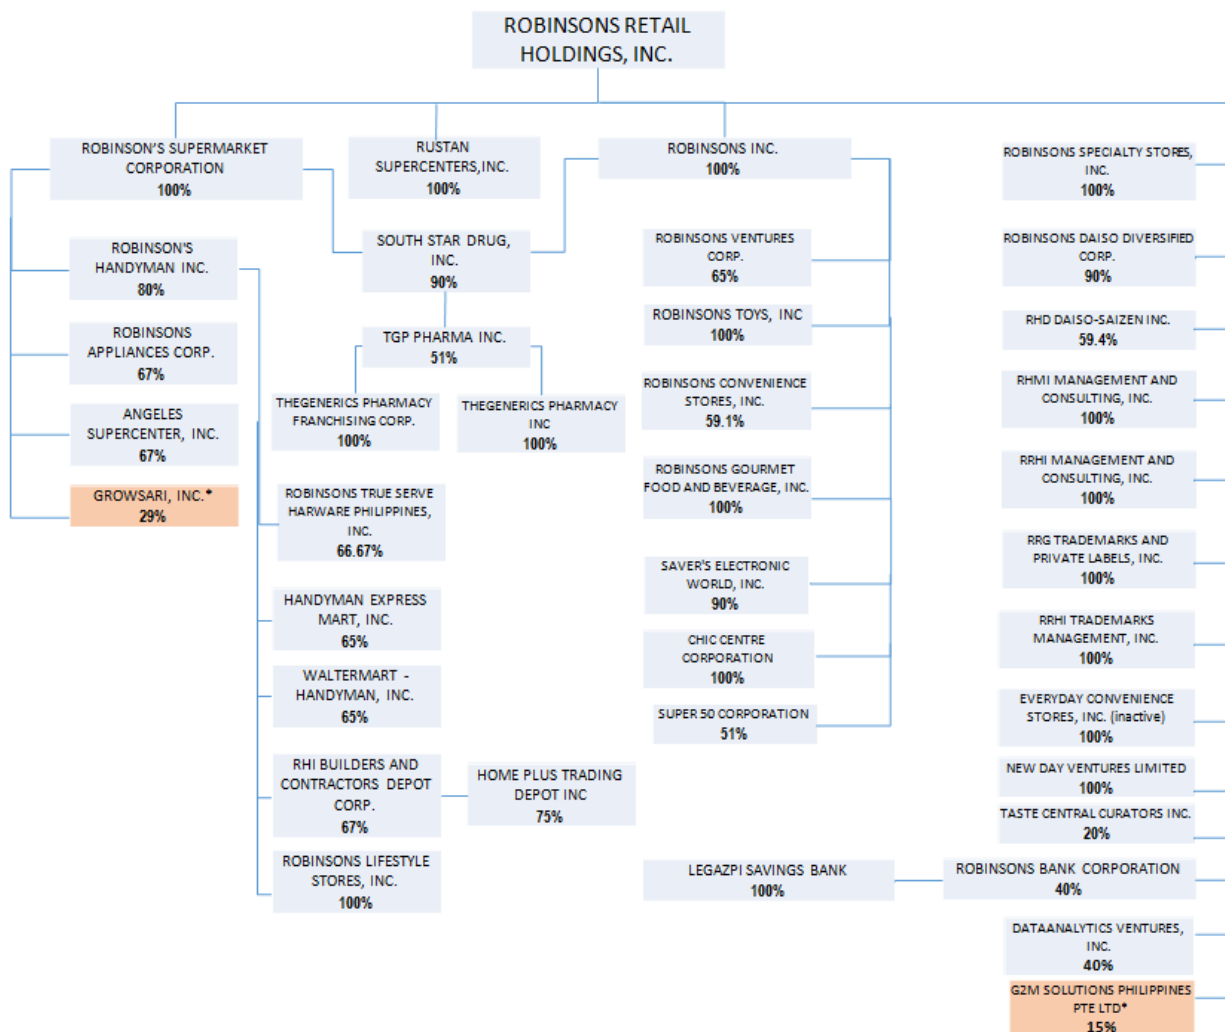 ROBINSONS RETAIL
HOLDINGS, INC.
ROBINSON'S SUPERMARKET
CORPORATION
100%
RUSTAN
SUPERCENTERS,INC.
100%
ROBINSONS INC.
100%
ROBINSONS SPECIALTY STORES,
INC.
100%
ROBINSON'S
HANDYMAN INC.
80%
ROBINSONS
APPLIANCES CORP.
67%
ANGELES
SUPERCENTER, INC.
67%
GROWSARI, INC.*
29%
SOUTH STAR DRUG,
INC.
90%
TGP PHARMA INC.
51%
THEGENERICS PHARMACY
FRANCHISING CORP.
100%
THEGENERICS PHARMACY
INC
100%
ROBINSONS TRUE SERVE
HARWARE PHILIPPINES,
INC.
66.67%
HANDYMAN EXPRESS
MART, INC.
65%
WALTERMART -
HANDYMAN, INC.
65%
RHI BUILDERS AND
CONTRACTORS DEPOT
CORP.
67%
HOME PLUS TRADING
DEPOT INC
75%
ROBINSONS LIFESTYLE
STORES, INC.
100%
ROBINSONS VENTURES
CORP.
65%
ROBINSONS TOYS, INC
100%
ROBINSONS CONVENIENCE
STORES, INC.
59.1%
ROBINSONS GOURMET
FOOD AND BEVERAGE, INC.
100%
SAVER'S ELECTRONIC
WORLD, INC.
90%
CHIC CENTRE
CORPORATION
100%
SUPER 50 CORPORATION
51%
ROBINSONS DAISO DIVERSIFIED
CORP.
90%
RHD DAISO-SAIZEN INC.
59.4%
RHMI MANAGEMENT AND
CONSULTING, INC.
100%
RRHI MANAGEMENT AND
CONSULTING, INC.
100%
RRG TRADEMARKS AND
PRIVATE LABELS, INC.
100%
RRHI TRADEMARKS
MANAGEMENT, INC.
100%
EVERYDAY CONVENIENCE
STORES, INC. (inactive)
100%
NEW DAY VENTURES LIMITED
100%
TASTE CENTRAL CURATORS INC.
20%
LEGAZPI SAVINGS BANK
100%
ROBINSONS BANK CORPORATION
40%
DATAANALYTICS VENTURES,
INC.
40%
G2M SOLUTIONS PHILIPPINES
PTE LTD*
15%